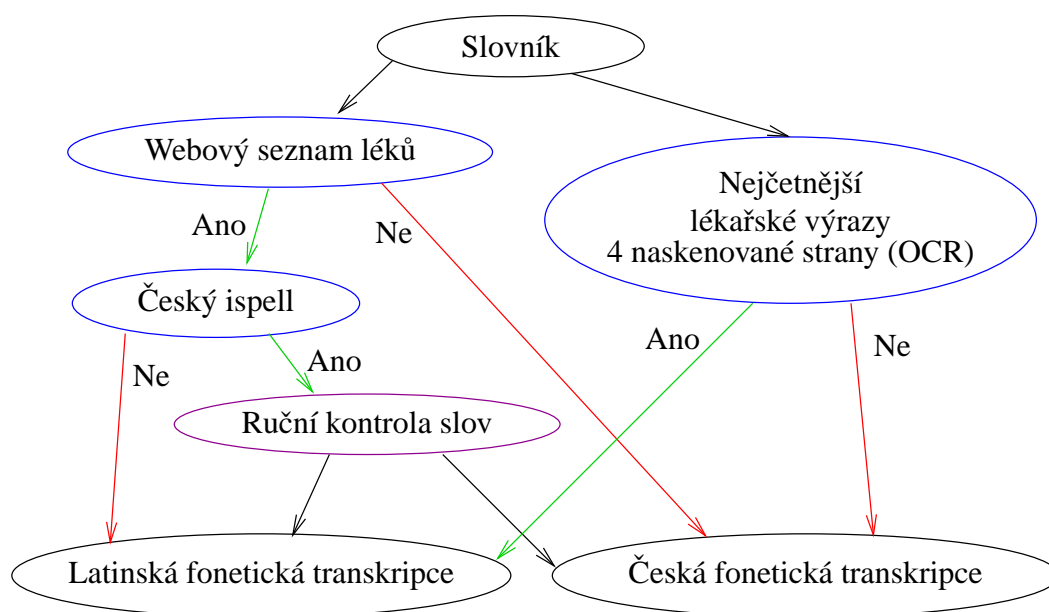 Slovník
Webový seznam léků
Nejčetnější
lékařské výrazy
4 naskenované strany (OCR)
Ano
Ne
Český ispell
Ano
Ne
Ne
Ano
Ruční kontrola slov
Latinská fonetická transkripce
Česká fonetická transkripce